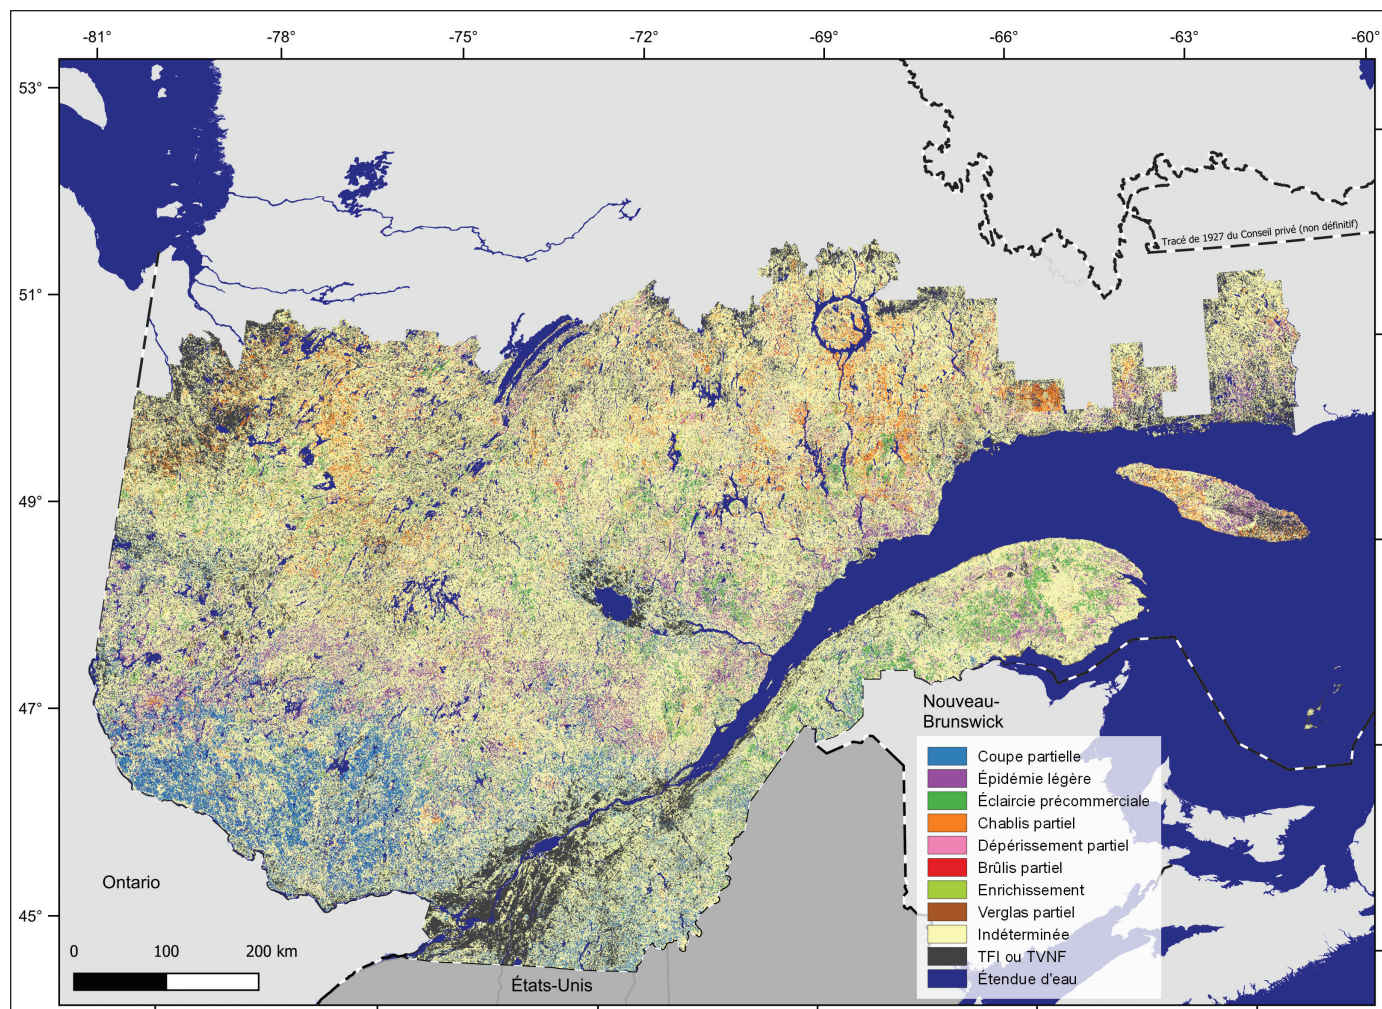 -81° -78° -75° -72° -69° -66° -63° -60°
53°
51°
49°
47°
45°
Tracé de 1927 du Conseil privé (non définitif)
Nouveau-
Brunswick
Coupe partielle
Épidémie légère
Éclaircie précommerciale
Chablis partiel
Dépérissement partiel
Brûlis partiel
Enrichissement
Verglas partiel
Indéterminée
TFI ou TVNF
Étendue d'eau
Ontario
0 100 200 km
États-Unis